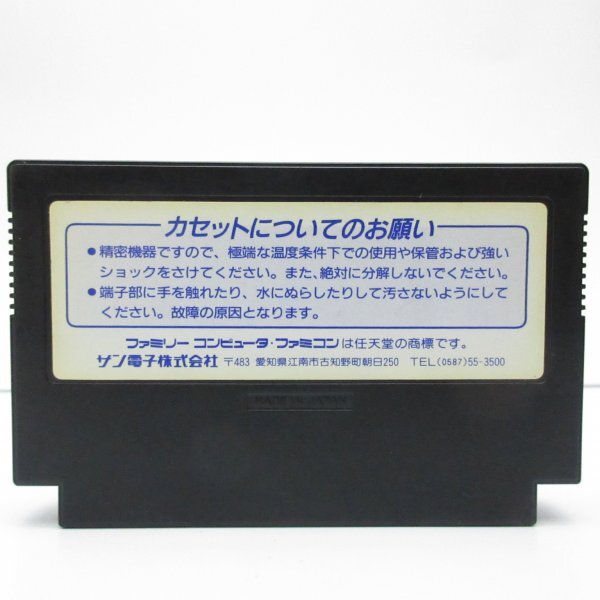 カセットについてのお願い
●精密機器ですので、極端な温度条件下での使用や保管および強い
ショックをさけてください。また、絶対に分解しないでください。
●端子部に手を触れたり、水にぬらしたりして汚さないようにして
ください。故障の原因となります。
ファミリー コンピュータ・ファミコンは任天堂の商標です。
サン電子株式会社 〒483 愛知県江南市古知野町朝日250 TEL(0587)55-3500
MADE IN JAPAN